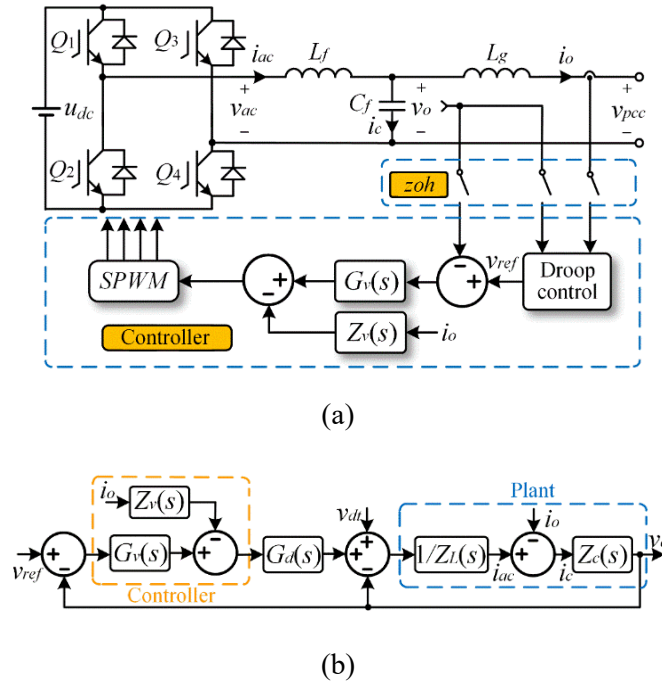 Q1 Q3 iac Lf Lg io
udc vac Cf vo vpcc
ic
Q2 Q4
zoh
SPWM Gv(s) vref Droop control
Controller Zv(s) io
(a)
io Zv(s) vdt Plant io
vref Gv(s) Gd(s) 1/ZL(s) iac ic Zc(s)
Controller
(b)